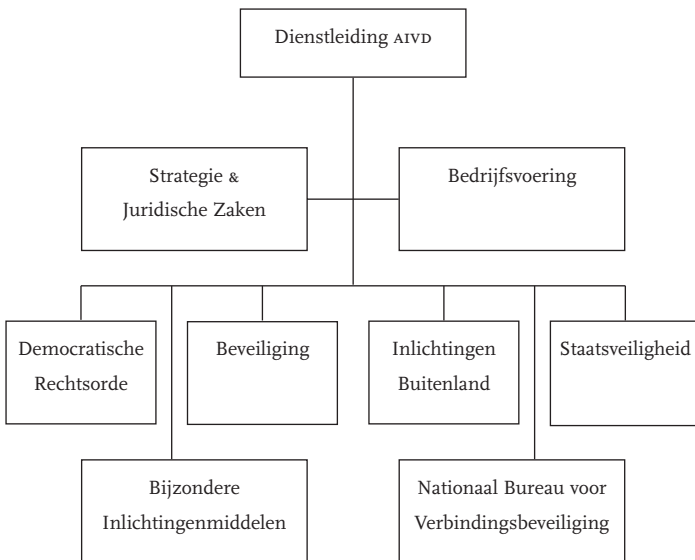 Dienstleiding AIVD
Strategie &
Juridische Zaken
Bedrijfsvoering
Democratische
Rechtsorde
Beveiliging
Inlichtingen
Buitenland
Staatsveiligheid
Bijzondere
Inlichtingenmiddelen
Nationaal Bureau voor
Verbindingsbeveiliging